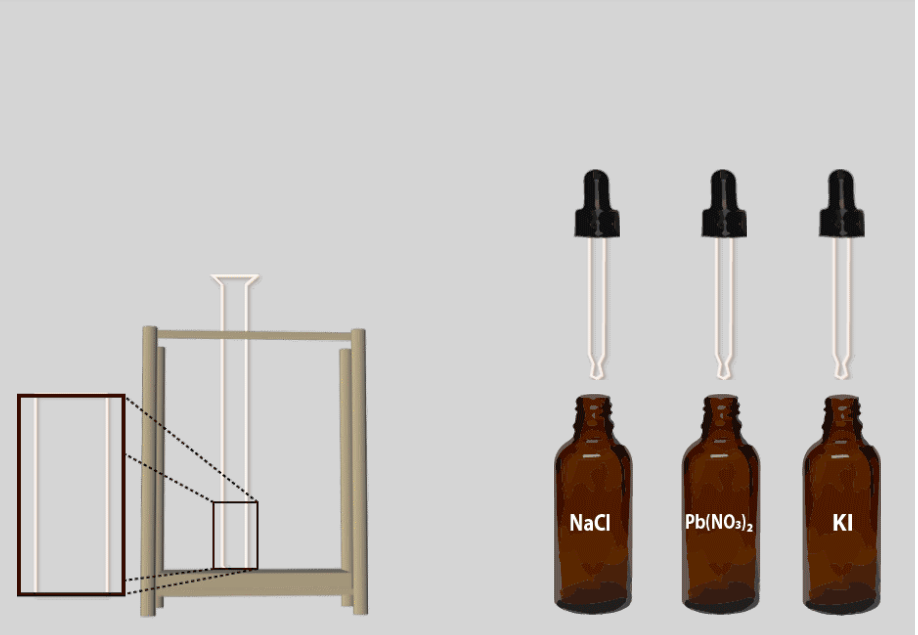 NaCl
Pb(NO₃)₂
KI